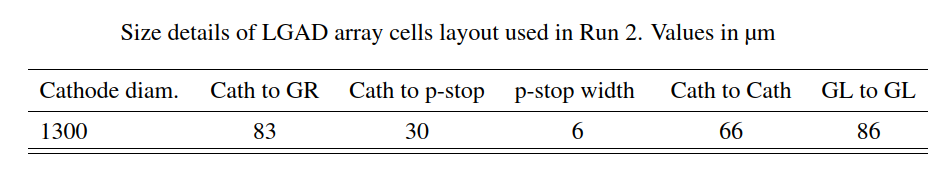 Size details of LGAD array cells layout used in Run 2. Values in µm
Cathode diam. Cath to GR Cath to p-stop p-stop width Cath to Cath GL to GL
1300 83 30 6 66 86